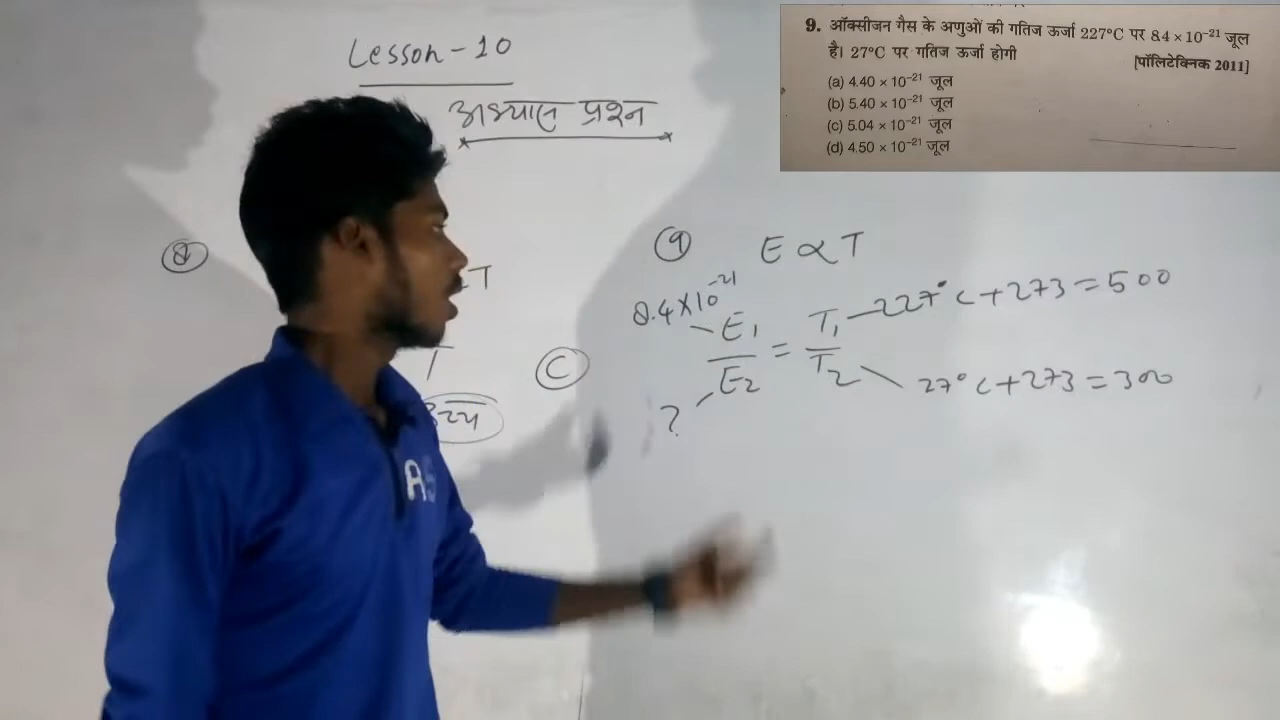 Lesson-10
अभ्यास प्रश्न
9. ऑक्सीजन गैस के अणुओं की गतिज ऊर्जा 227°C पर 8.4 × 10⁻²¹ जूल
है। 27°C पर गतिज ऊर्जा होगी
[पॉलिटेक्निक 2011]
(a) 4.40 × 10⁻²¹ जूल
(b) 5.40 × 10⁻²¹ जूल
(c) 5.04 × 10⁻²¹ जूल
(d) 4.50 × 10⁻²¹ जूल
8
T
T
C
AS
9 E ∝ T
8.4×10⁻²¹
E₁/E₂ = T₁/T₂
227°C+273=500
27°C+273=300
?